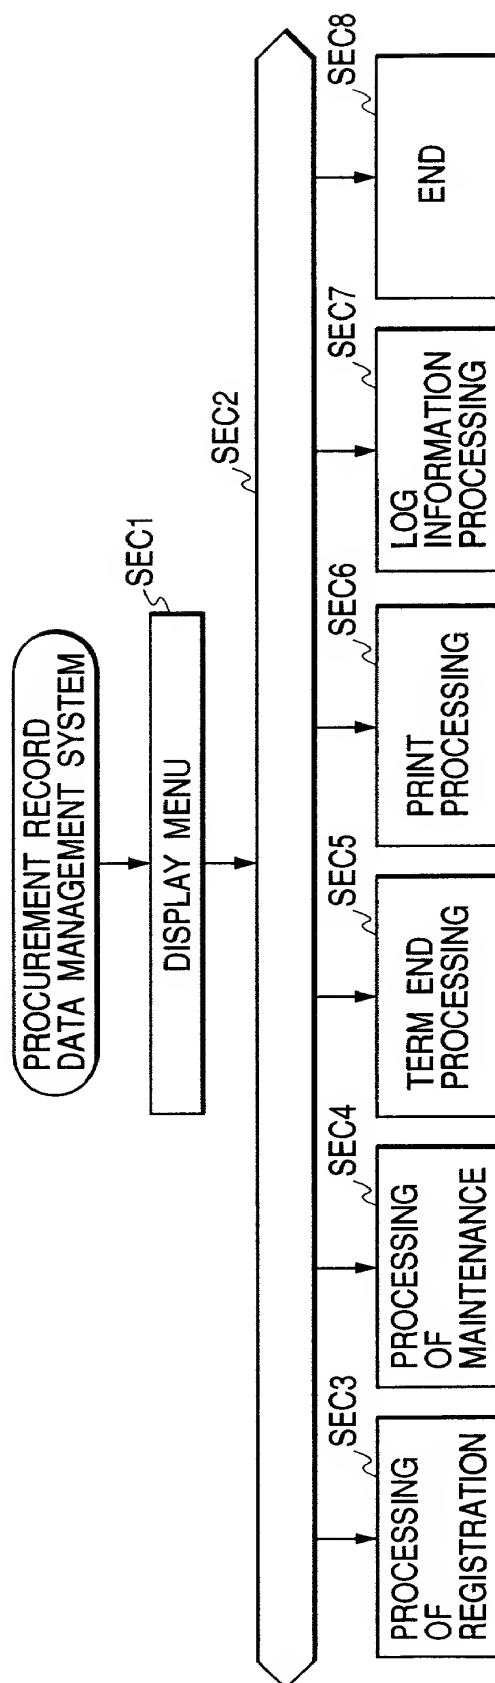 PROCUREMENT RECORD
DATA MANAGEMENT SYSTEM
SEC1
DISPLAY MENU
SEC2
SEC3
PROCESSING
OF
REGISTRATION
SEC4
PROCESSING
OF
MAINTENANCE
SEC5
TERM END
PROCESSING
SEC6
PRINT
PROCESSING
SEC7
LOG
INFORMATION
PROCESSING
SEC8
END